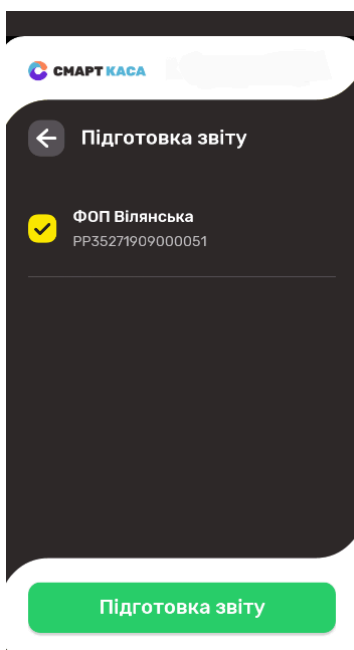 СМАРТ КАСА
Підготовка звіту
ФОП Вілянська
PP35271909000051
Підготовка звіту